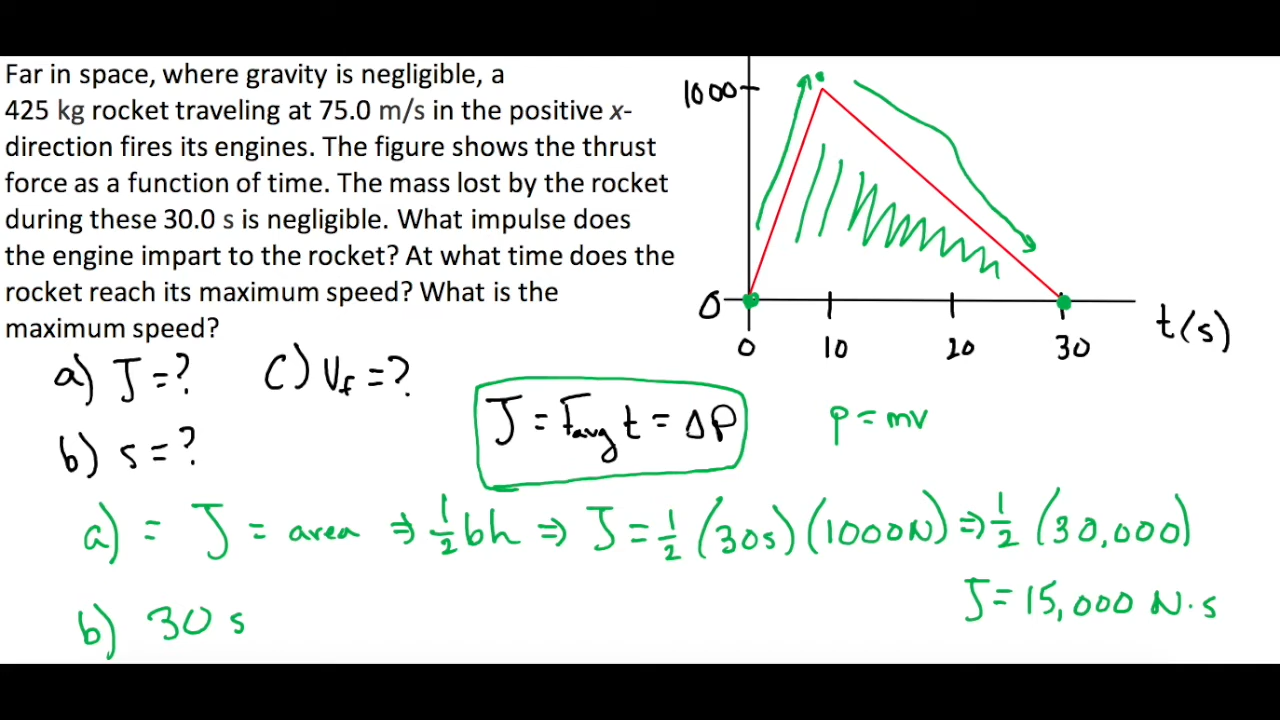 Far in space, where gravity is negligible, a
425 kg rocket traveling at 75.0 m/s in the positive x-
direction fires its engines. The figure shows the thrust
force as a function of time. The mass lost by the rocket
during these 30.0 s is negligible. What impulse does
the engine impart to the rocket? At what time does the
rocket reach its maximum speed? What is the
maximum speed?
1000
0
0 10 20 30
t(s)
a) J = ?
c) Vf = ?
b) s = ?
J = Favg t = ΔP
p = mv
a) = J = area ⇒ 1/2 bh ⇒ J = 1/2 (30s)(1000N) ⇒ 1/2 (30,000)
J = 15,000 N·s
b) 30 s